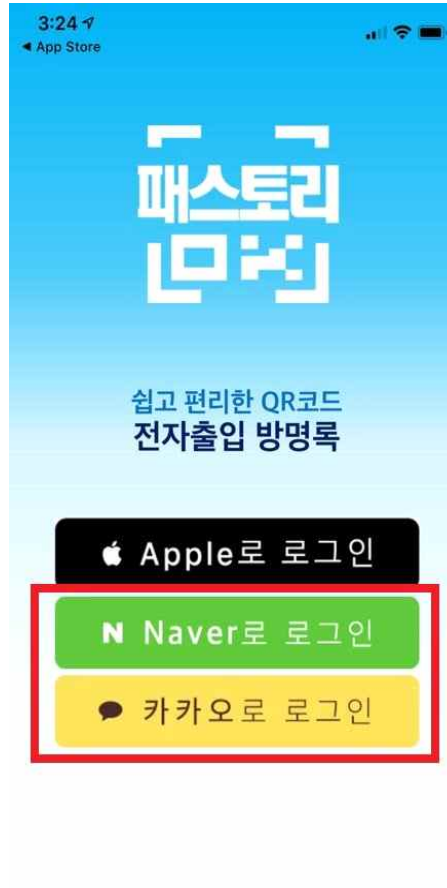 3:24
App Store
패스토리
쉽고 편리한 QR코드
전자출입 방명록
Apple로 로그인
N Naver로 로그인
카카오로 로그인